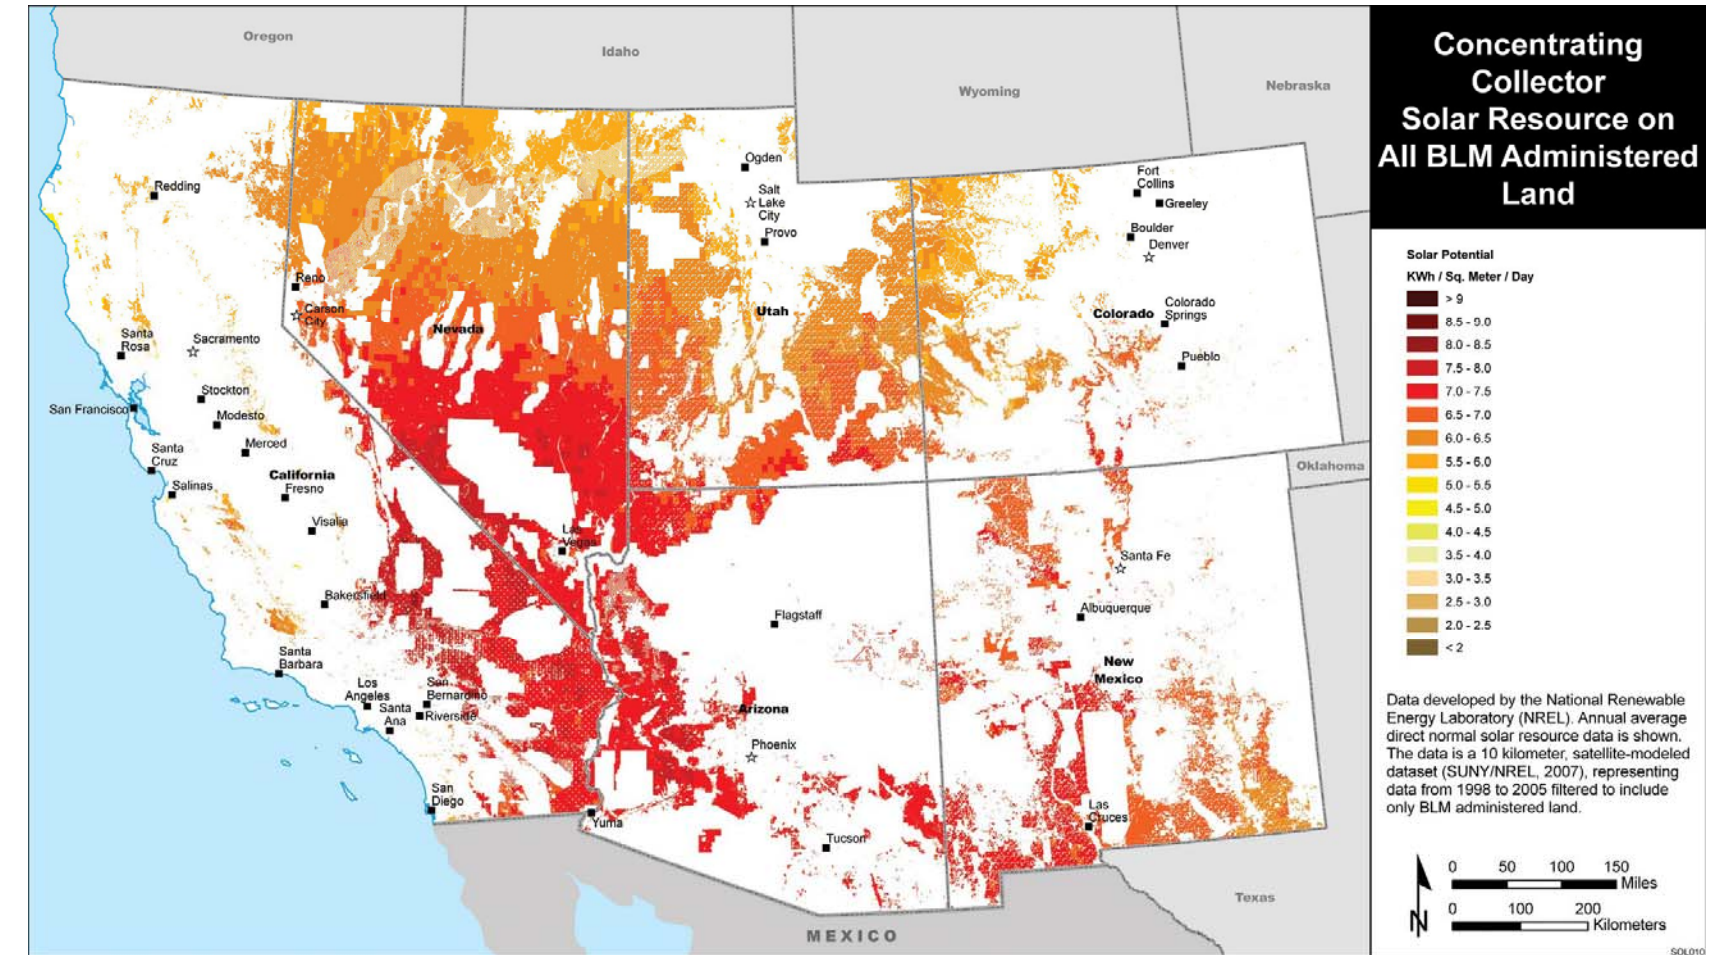 Concentrating
Collector
Solar Resource on
All BLM Administered
Land
Oregon
Idaho
Wyoming
Nebraska
Redding
Ogden
Salt
Lake
City
Provo
Fort
Collins
Greeley
Boulder
Denver
Reno
Carson
City
Nevada
Utah
Colorado
Colorado
Springs
Pueblo
Santa
Rosa
Sacramento
Stockton
San Francisco
Modesto
Merced
Santa
Cruz
California
Salinas
Fresno
Visalia
Oklahoma
Las
Vegas
Santa Fe
Bakersfield
Flagstaff
Albuquerque
Santa
Barbara
New
Mexico
Los
Angeles
San
Bernardino
Santa
Ana
Riverside
Arizona
Phoenix
San
Diego
Yuma
Tucson
Las
Cruces
Texas
MEXICO
Solar Potential
KWh / Sq. Meter / Day
> 9
8.5 - 9.0
8.0 - 8.5
7.5 - 8.0
7.0 - 7.5
6.5 - 7.0
6.0 - 6.5
5.5 - 6.0
5.0 - 5.5
4.5 - 5.0
4.0 - 4.5
3.5 - 4.0
3.0 - 3.5
2.5 - 3.0
2.0 - 2.5
< 2
Data developed by the National Renewable
Energy Laboratory (NREL). Annual average
direct normal solar resource data is shown.
The data is a 10 kilometer, satellite-modeled
dataset (SUNY/NREL, 2007), representing
data from 1998 to 2005 filtered to include
only BLM administered land.
N
0 50 100 150
Miles
0 100 200
Kilometers
SOL010